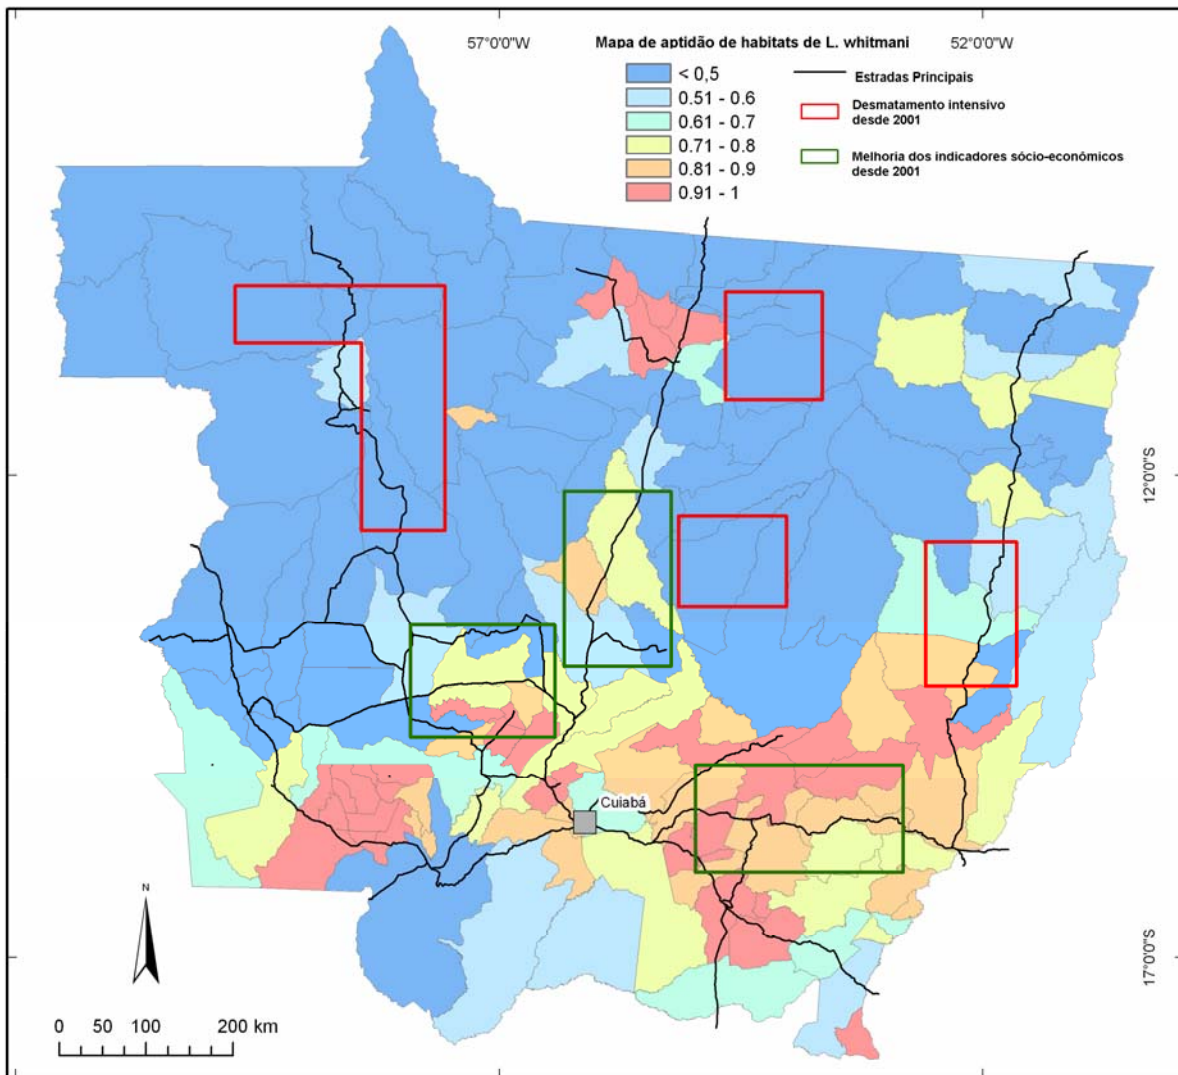 57°0'0"W
52°0'0"W
Mapa de aptidão de habitats de L. whitmani
< 0,5
0.51 - 0.6
0.61 - 0.7
0.71 - 0.8
0.81 - 0.9
0.91 - 1
Estradas Principais
Desmatamento intensivo
desde 2001
Melhoria dos indicadores sócio-econômicos
desde 2001
12°0'0"S
Cuiabá
17°0'0"S
N
0 50 100 200 km